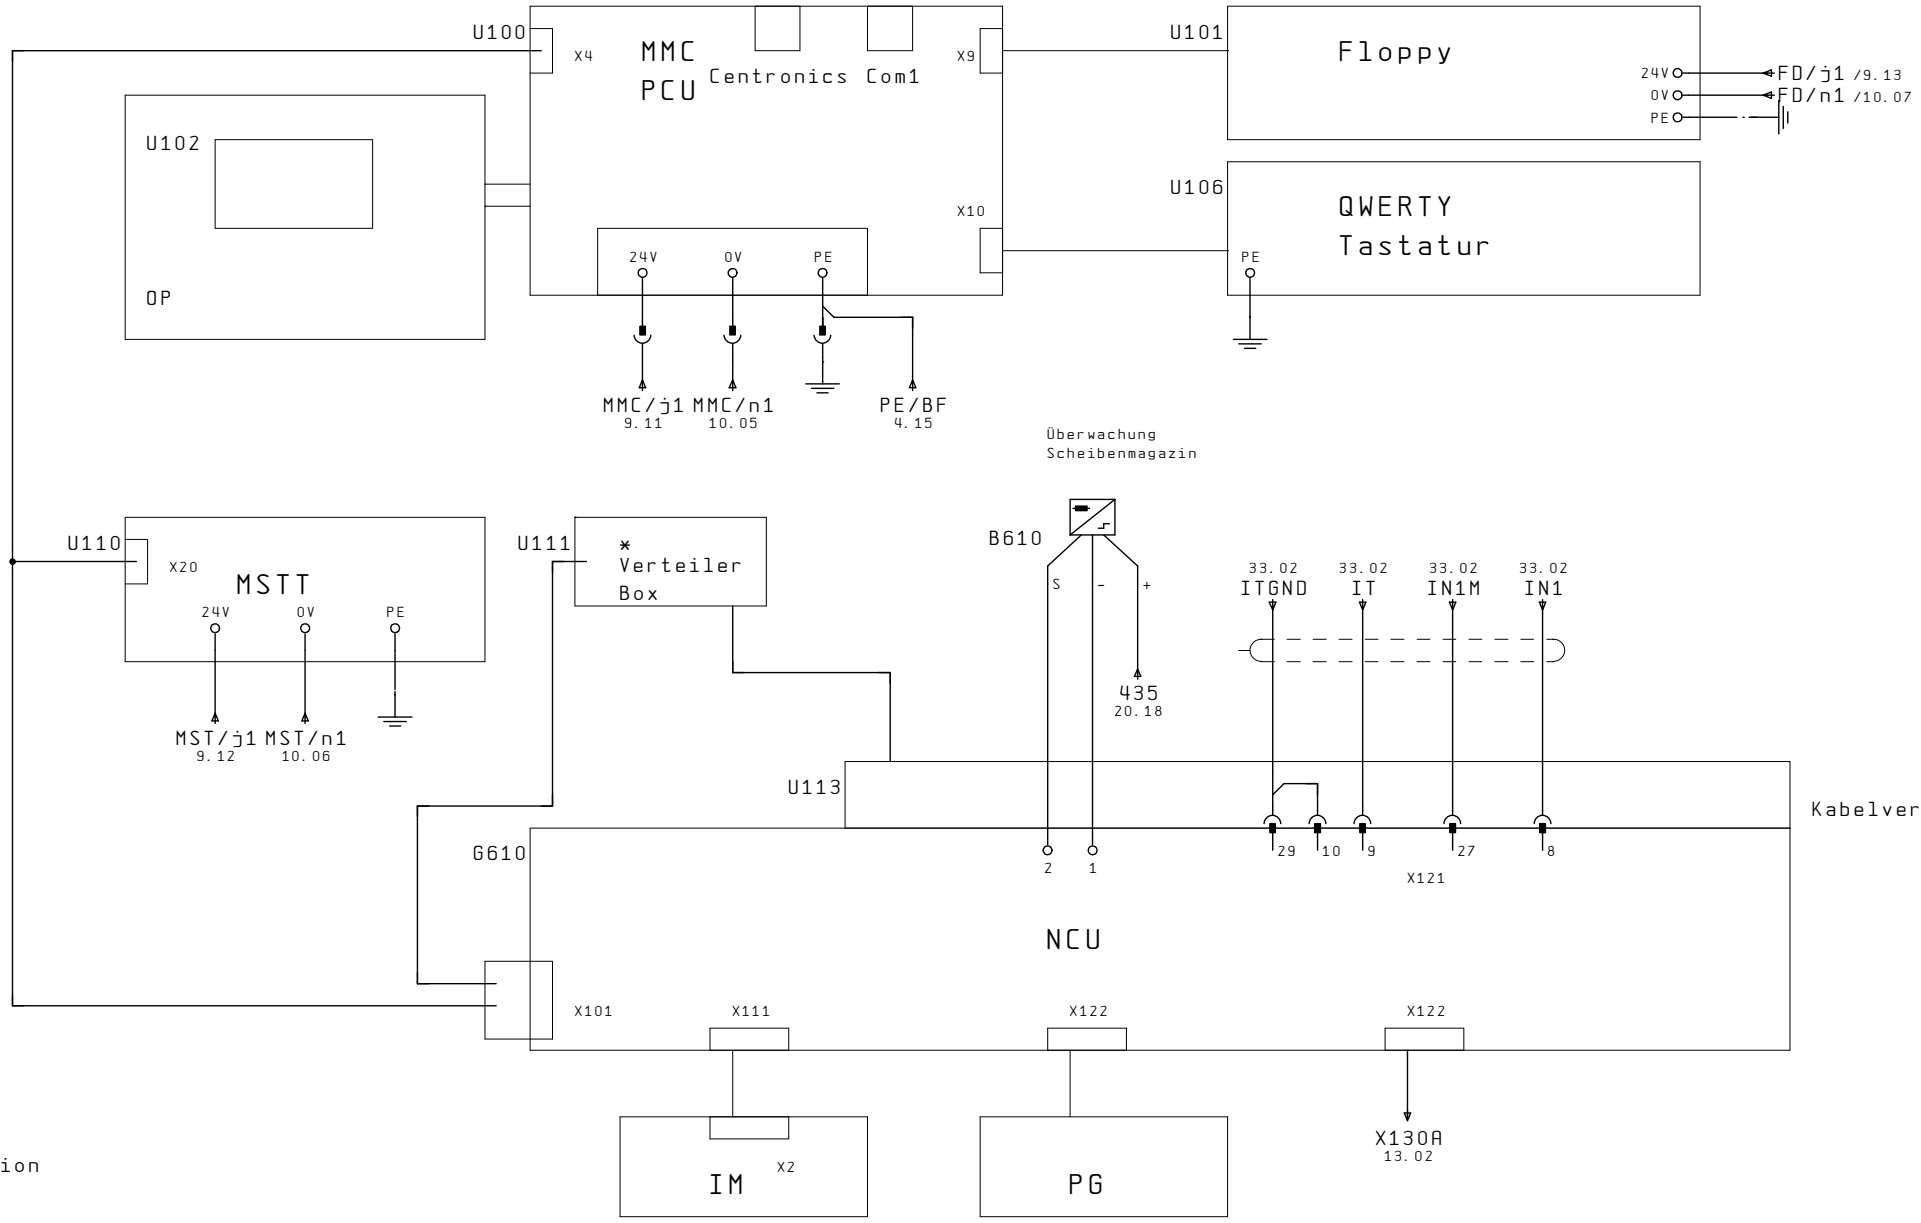 U100
X4
MMC
PCU
Centronics
Com1
X9
U101
Floppy
24V
FD/j1 /9.13
0V
FD/n1 /10.07
PE
U102
OP
U106
QWERTY
Tastatur
X10
PE
24V
0V
PE
MMC/j1
9.11
MMC/n1
10.05
PE/BF
4.15
Überwachung
Scheibenmagazin
U110
X20
MSTT
24V
0V
PE
MST/j1
9.12
MST/n1
10.06
U111
*
Verteiler
Box
B610
S
-
+
435
20.18
33.02
ITGND
33.02
IT
33.02
IN1M
33.02
IN1
U113
Kabelver
G610
2
1
29
10
9
27
8
X121
NCU
X101
X111
X122
X122
X130A
13.02
ion
IM
X2
PG